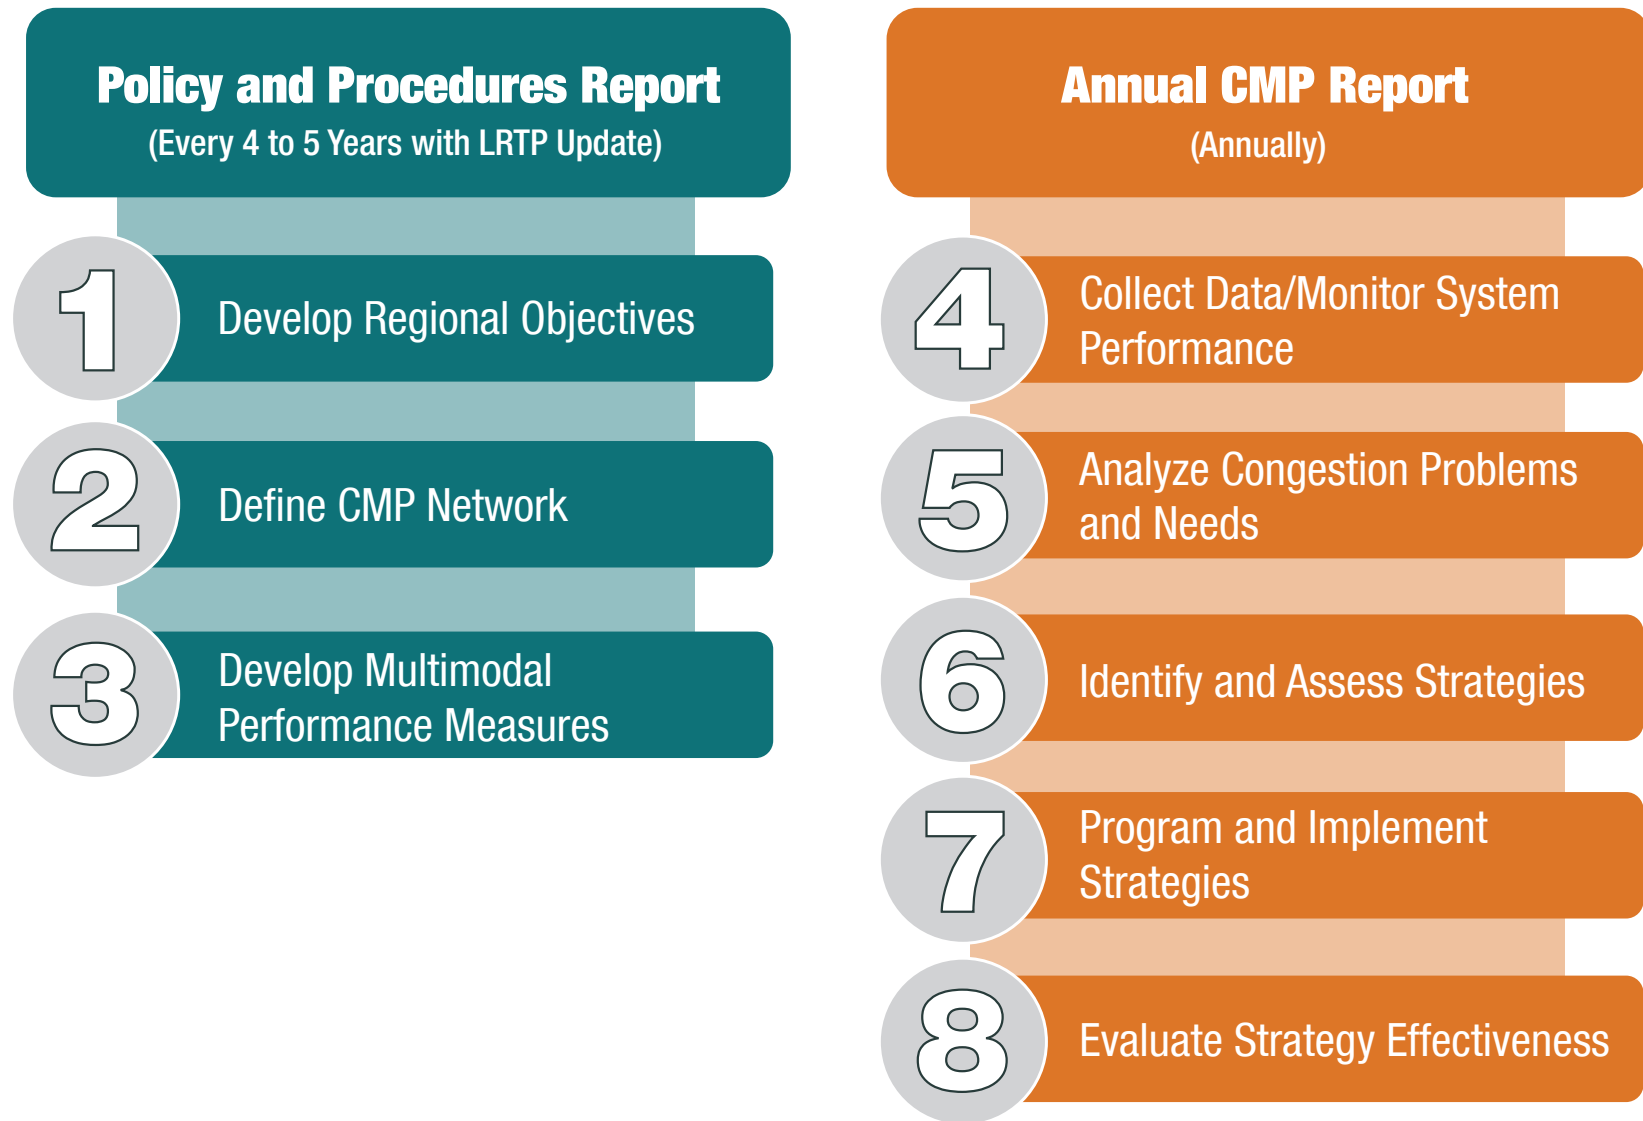 Policy and Procedures Report
(Every 4 to 5 Years with LRTP Update)
1
Develop Regional Objectives
2
Define CMP Network
3
Develop Multimodal
Performance Measures
Annual CMP Report
(Annually)
4
Collect Data/Monitor System
Performance
5
Analyze Congestion Problems
and Needs
6
Identify and Assess Strategies
7
Program and Implement
Strategies
8
Evaluate Strategy Effectiveness